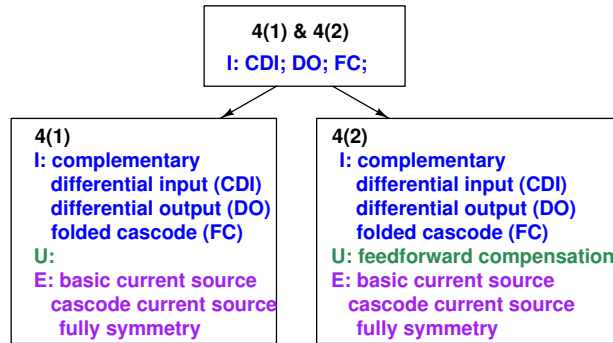 4(1) & 4(2)
I: CDI; DO; FC;
4(1)
I: complementary
differential input (CDI)
differential output (DO)
folded cascode (FC)
U:
E: basic current source
cascode current source
fully symmetry
4(2)
I: complementary
differential input (CDI)
differential output (DO)
folded cascode (FC)
U: feedforward compensation
E: basic current source
cascode current source
fully symmetry